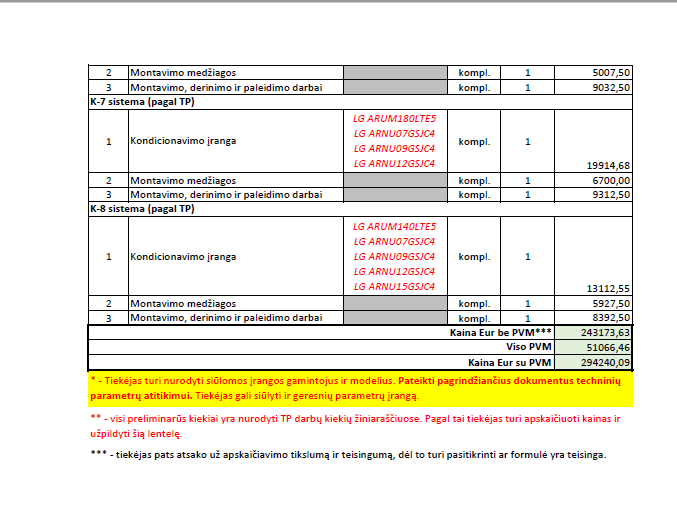 2 Montavimo medžiagos kompl. 1 5007,50
3 Montavimo, derinimo ir paleidimo darbai kompl. 1 9032,50
K-7 sistema (pagal TP)
LG ARUM180LTE5
LG ARNU07GSJC4
1 Kondicionavimo įranga kompl. 1
LG ARNU09GSJC4
LG ARNU12GSJC4
19914,68
2 Montavimo medžiagos kompl. 1 6700,00
3 Montavimo, derinimo ir paleidimo darbai kompl. 1 9312,50
K-8 sistema (pagal TP)
LG ARUM140LTE5
LG ARNU07GSJC4
1 Kondicionavimo įranga LG ARNU09GSJC4 kompl. 1
LG ARNU12GSJC4
LG ARNU15GSJC4 13112,55
2 Montavimo medžiagos kompl. 1 5927,50
3 Montavimo, derinimo ir paleidimo darbai kompl. 1 8392,50
Kaina Eur be PVM*** 243173,63
Viso PVM 51066,46
Kaina Eur su PVM 294240,09
* - Tiekėjas turi nurodyti siūlomos įrangos gamintojus ir modelius. Pateikti pagrindžiančius dokumentus techninių
parametrų atitikimui. Tiekėjas gali siūlyti ir geresnių parametrų įrangą.
** - visi preliminarūs kiekiai yra nurodyti TP darbų kiekių žiniaraščiuose. Pagal tai tiekėjas turi apskaičiuoti kainas ir
užpildyti šią lentelę.
*** - tiekėjas pats atsako už apskaičiavimo tikslumą ir teisingumą, dėl to turi pasitikrinti ar formulė yra teisinga.